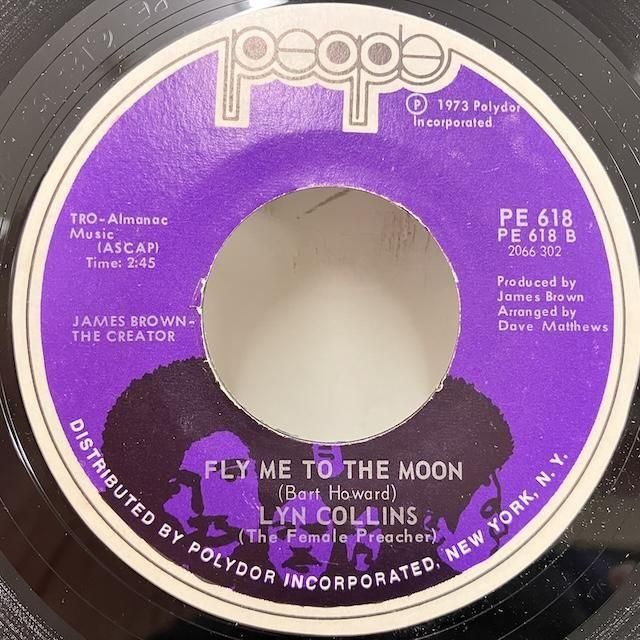 people
Ⓟ 1973 Polydor
Incorporated
TRO-Almanac
Music
(ASCAP)
Time: 2:45
JAMES BROWN-
THE CREATOR
PE 618
PE 618 B
2066 302
Produced by
James Brown
Arranged by
Dave Matthews
FLY ME TO THE MOON
(Bart Howard)
LYN COLLINS
(The Female Preacher)
DISTRIBUTED BY POLYDOR INCORPORATED, NEW YORK, N.Y.